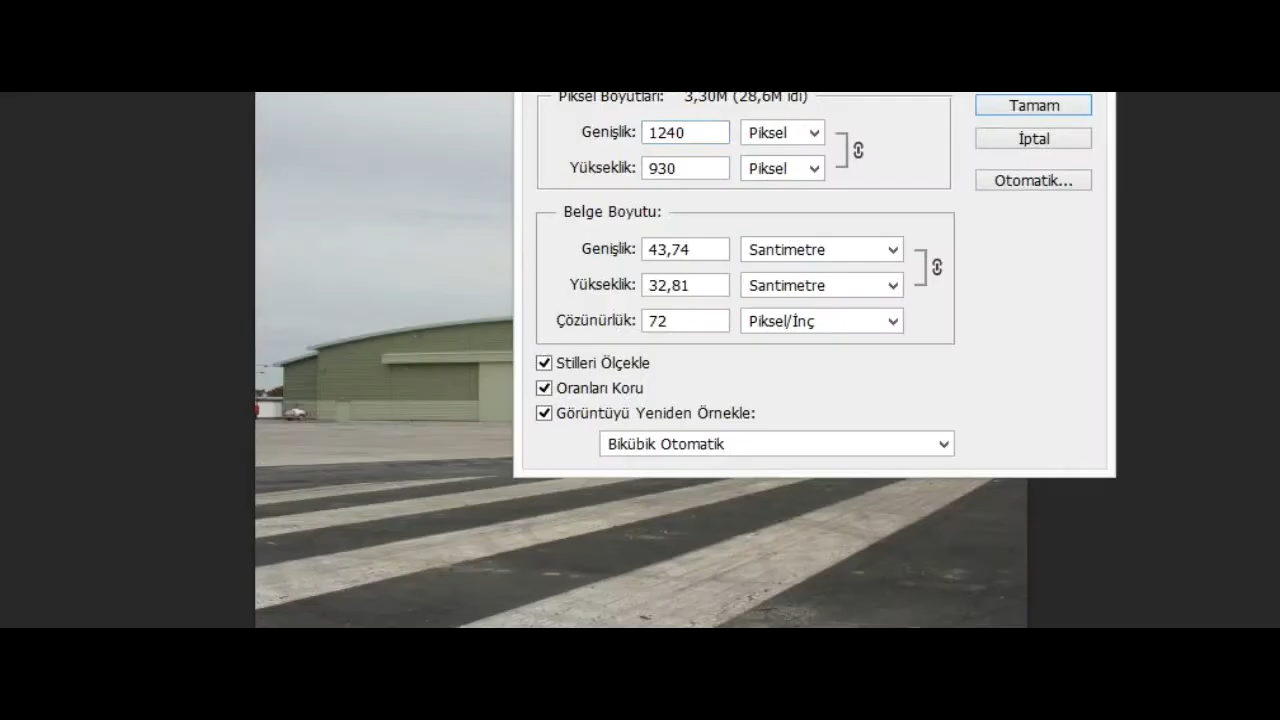 Piksel Boyutları: 3,30M (28,6M idi)
Tamam
Genişlik: 1240 Piksel
İptal
Yükseklik: 930 Piksel
Otomatik...
Belge Boyutu:
Genişlik: 43,74 Santimetre
Yükseklik: 32,81 Santimetre
Çözünürlük: 72 Piksel/İnç
Stilleri Ölçekle
Oranları Koru
Görüntüyü Yeniden Örnekle:
Bikübik Otomatik